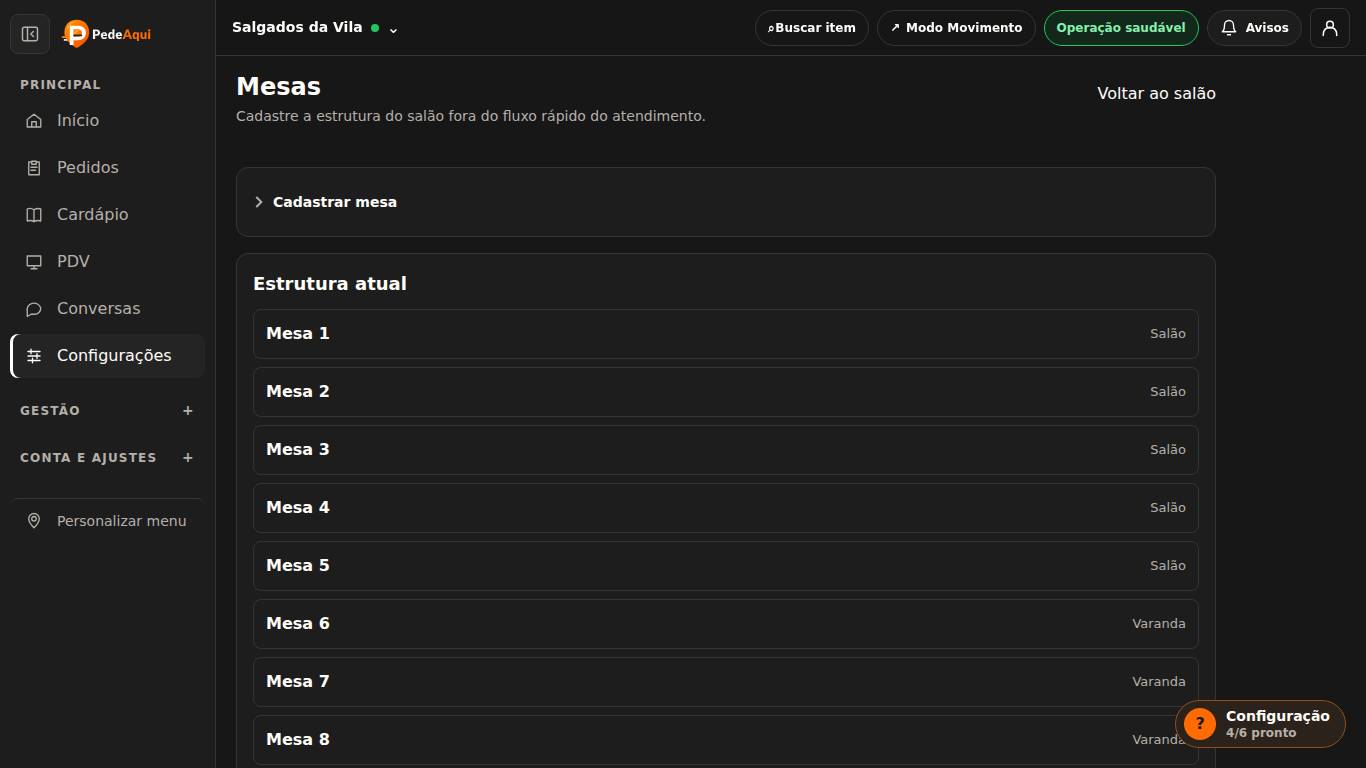 PedeAqui
PRINCIPAL
Início
Pedidos
Cardápio
PDV
Conversas
Configurações
GESTÃO +
CONTA E AJUSTES +
Personalizar menu
Salgados da Vila
Buscar item
Modo Movimento
Operação saudável
Avisos
Mesas
Voltar ao salão
Cadastre a estrutura do salão fora do fluxo rápido do atendimento.
Cadastrar mesa
Estrutura atual
Mesa 1 Salão
Mesa 2 Salão
Mesa 3 Salão
Mesa 4 Salão
Mesa 5 Salão
Mesa 6 Varanda
Mesa 7 Varanda
Mesa 8 Varanda
? Configuração
4/6 pronto